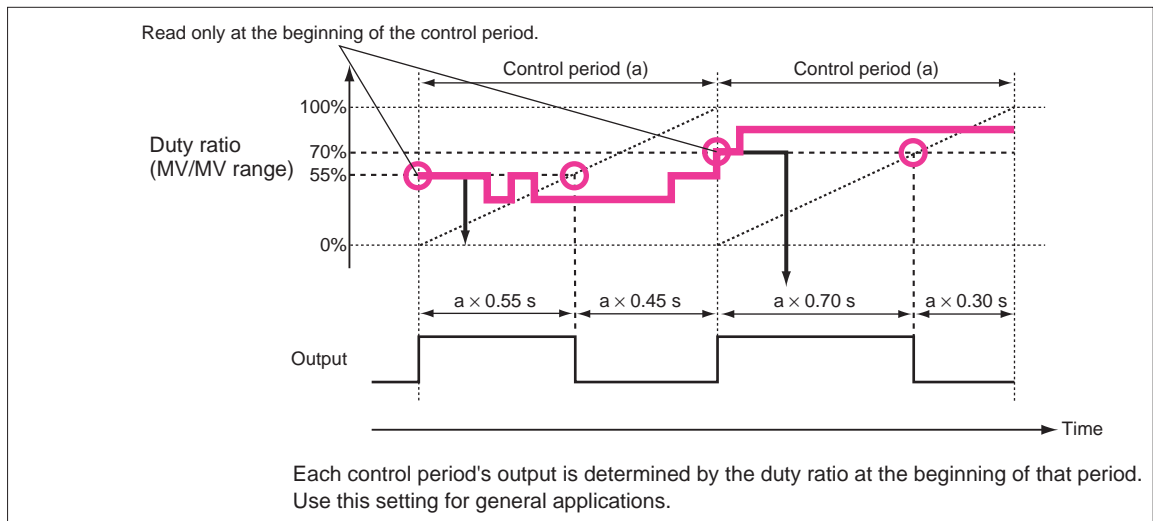 Read only at the beginning of the control period.
Control period (a)
Control period (a)
100%
Duty ratio
(MV/MV range)
70%
55%
0%
a × 0.55 s
a × 0.45 s
a × 0.70 s
a × 0.30 s
Output
Time
Each control period's output is determined by the duty ratio at the beginning of that period.
Use this setting for general applications.